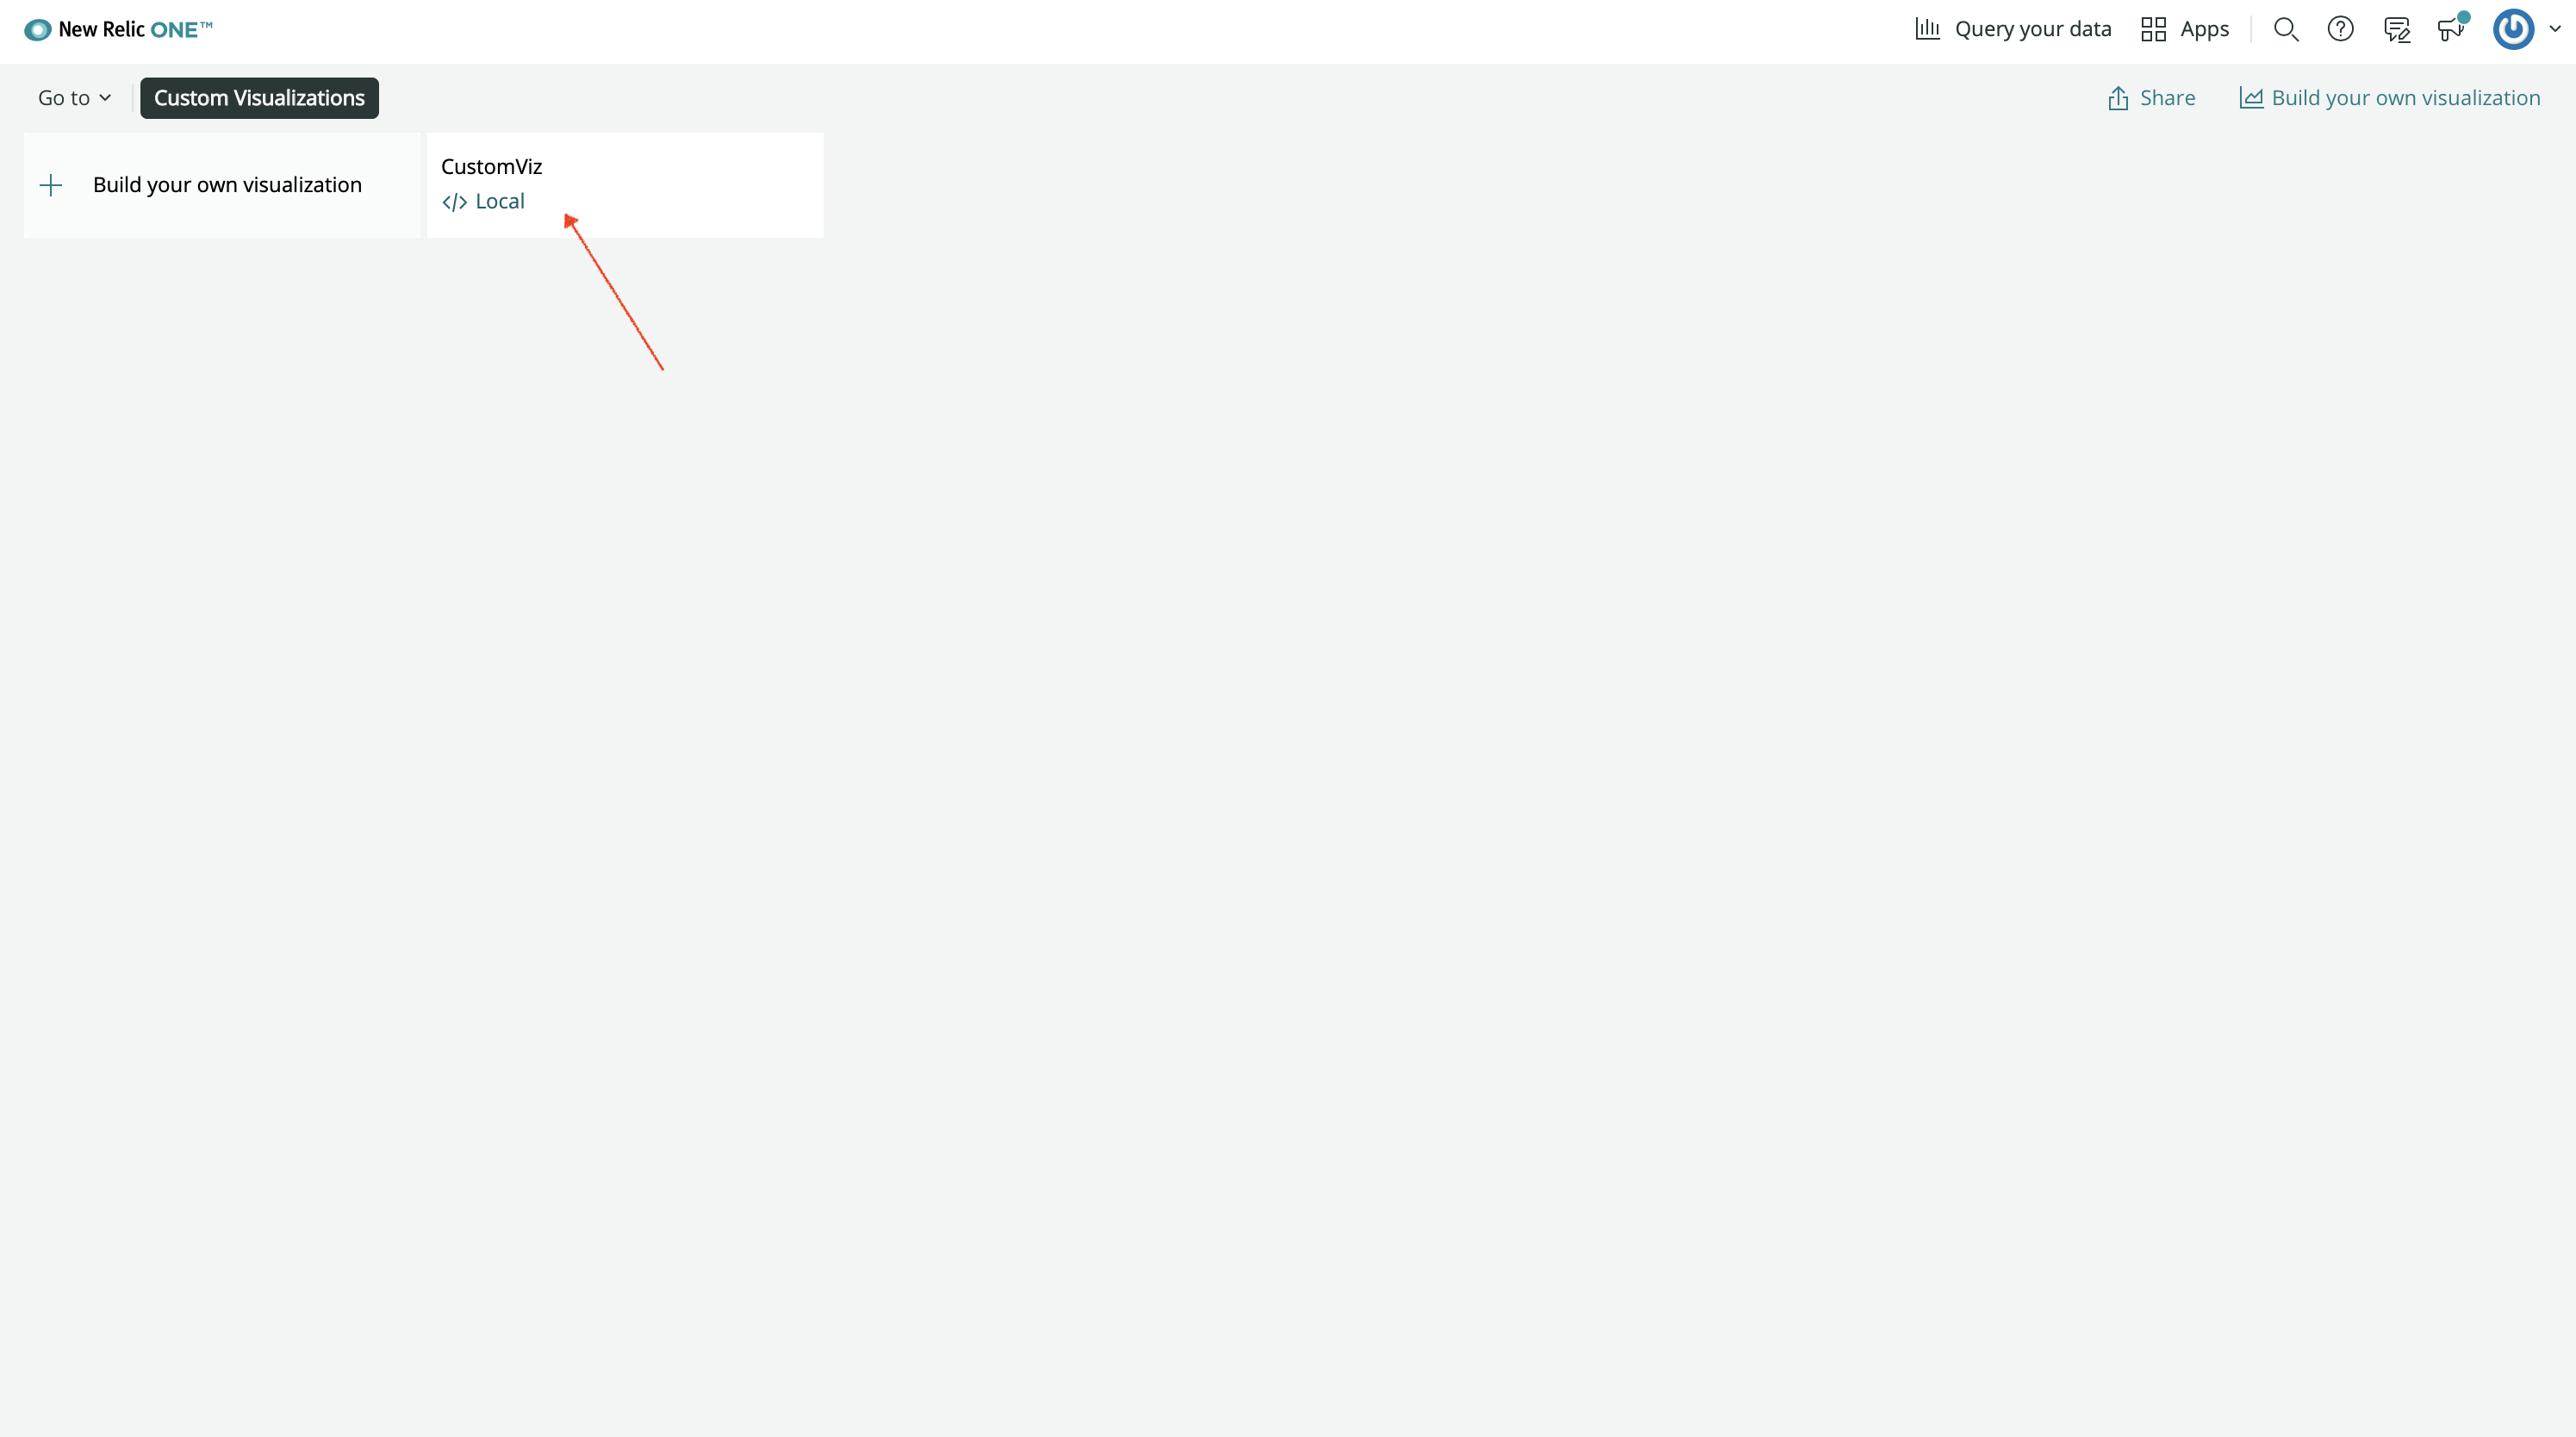 New Relic ONE™
Query your data
Apps
Go to
Custom Visualizations
Share
Build your own visualization
Build your own visualization
CustomViz
</> Local